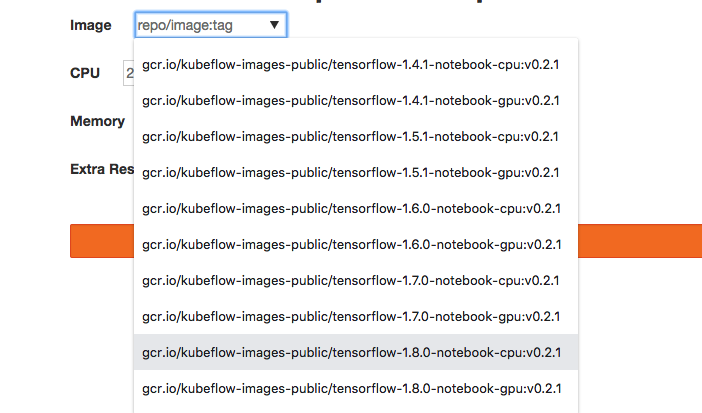 Image repo/image:tag
gcr.io/kubeflow-images-public/tensorflow-1.4.1-notebook-cpu:v0.2.1
CPU 2
gcr.io/kubeflow-images-public/tensorflow-1.4.1-notebook-gpu:v0.2.1
Memory
gcr.io/kubeflow-images-public/tensorflow-1.5.1-notebook-cpu:v0.2.1
Extra Res
gcr.io/kubeflow-images-public/tensorflow-1.5.1-notebook-gpu:v0.2.1
gcr.io/kubeflow-images-public/tensorflow-1.6.0-notebook-cpu:v0.2.1
gcr.io/kubeflow-images-public/tensorflow-1.6.0-notebook-gpu:v0.2.1
gcr.io/kubeflow-images-public/tensorflow-1.7.0-notebook-cpu:v0.2.1
gcr.io/kubeflow-images-public/tensorflow-1.7.0-notebook-gpu:v0.2.1
gcr.io/kubeflow-images-public/tensorflow-1.8.0-notebook-cpu:v0.2.1
gcr.io/kubeflow-images-public/tensorflow-1.8.0-notebook-gpu:v0.2.1